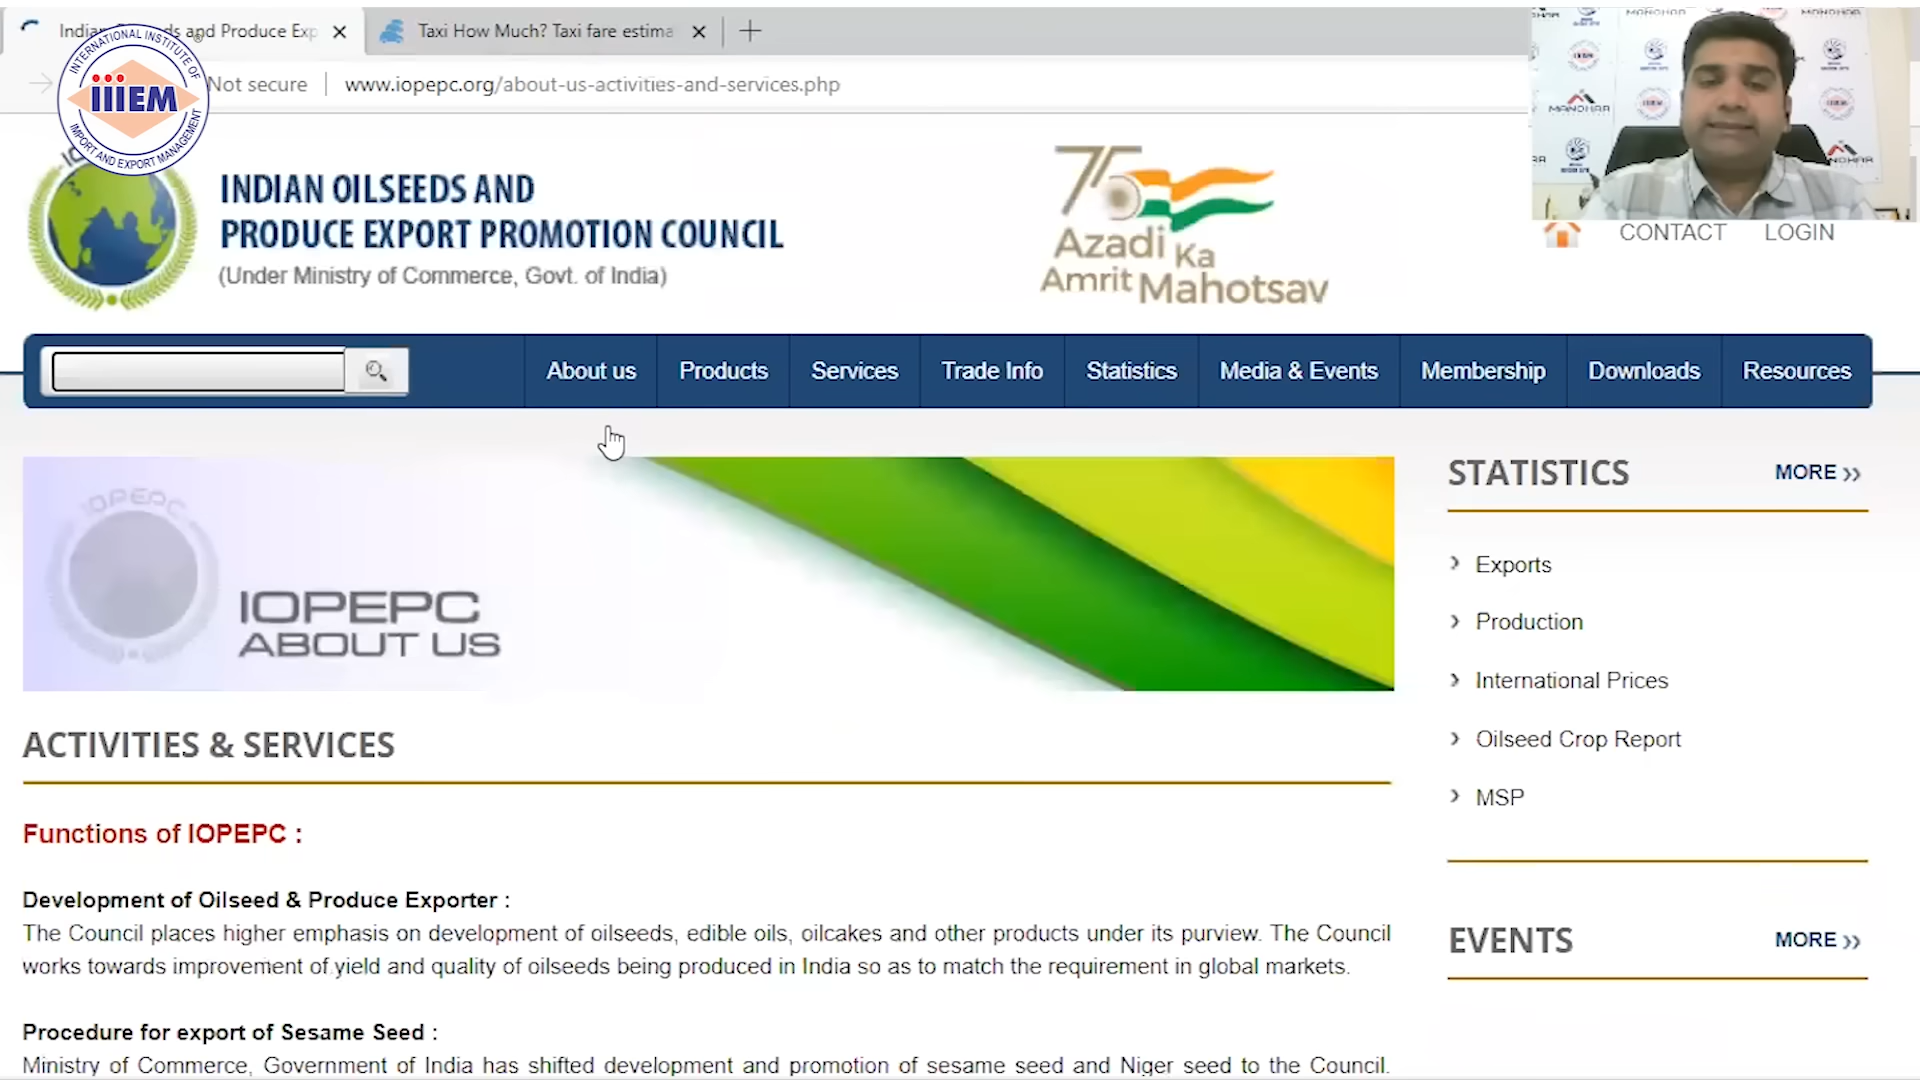 India
ds and Produce Exp
Taxi How Much? Taxi fare estima
INTERNATIONAL INSTITUTE OF
iiiEM
IMPORT AND EXPORT MANAGEMENT
®
Not secure
www.iopepc.org/about-us-activities-and-services.php
INDIAN OILSEEDS AND
PRODUCE EXPORT PROMOTION COUNCIL
(Under Ministry of Commerce, Govt. of India)
75
Azadi Ka
Amrit Mahotsav
MANDHAR
CONTACT
LOGIN
About us
Products
Services
Trade Info
Statistics
Media & Events
Membership
Downloads
Resources
IOPEPC
IOPEPC
ABOUT US
STATISTICS
MORE
Exports
Production
International Prices
Oilseed Crop Report
MSP
EVENTS
MORE
ACTIVITIES & SERVICES
Functions of IOPEPC :
Development of Oilseed & Produce Exporter :
The Council places higher emphasis on development of oilseeds, edible oils, oilcakes and other products under its purview. The Council
works towards improvement of yield and quality of oilseeds being produced in India so as to match the requirement in global markets.
Procedure for export of Sesame Seed :
Ministry of Commerce, Government of India has shifted development and promotion of sesame seed and Niger seed to the Council.